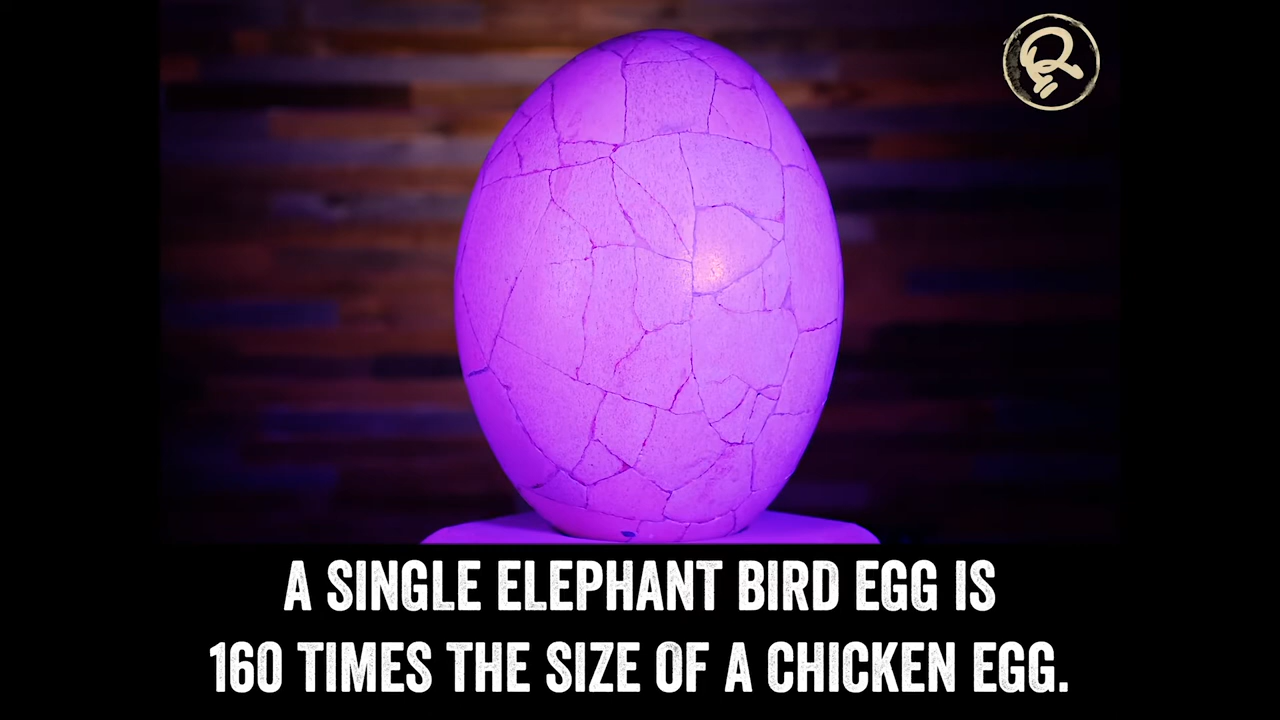 A SINGLE ELEPHANT BIRD EGG IS
160 TIMES THE SIZE OF A CHICKEN EGG.